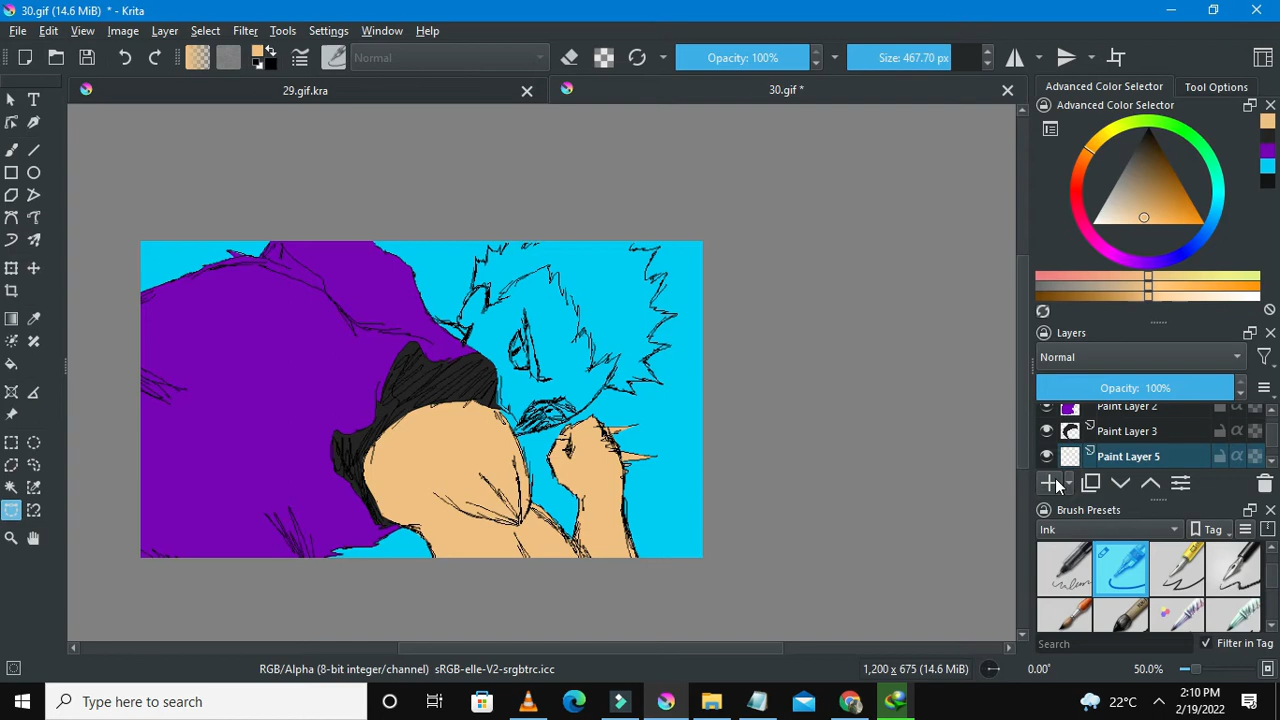 30.gif (14.6 MiB) * - Krita
File Edit View Image Layer Select Filter Tools Settings Window Help
Normal Opacity: 100% Size: 467.70 px
29.gif.kra 30.gif *
Advanced Color Selector Tool Options
Advanced Color Selector
Layers
Normal
Opacity: 100%
Paint Layer 2
Paint Layer 3
Paint Layer 5
Brush Presets
Ink Tag
Search Filter in Tag
RGB/Alpha (8-bit integer/channel) sRGB-elle-V2-srgbtrc.icc 1,200 x 675 (14.6 MiB) 0.00° 50.0%
Type here to search 22°C 2:10 PM
2/19/2022